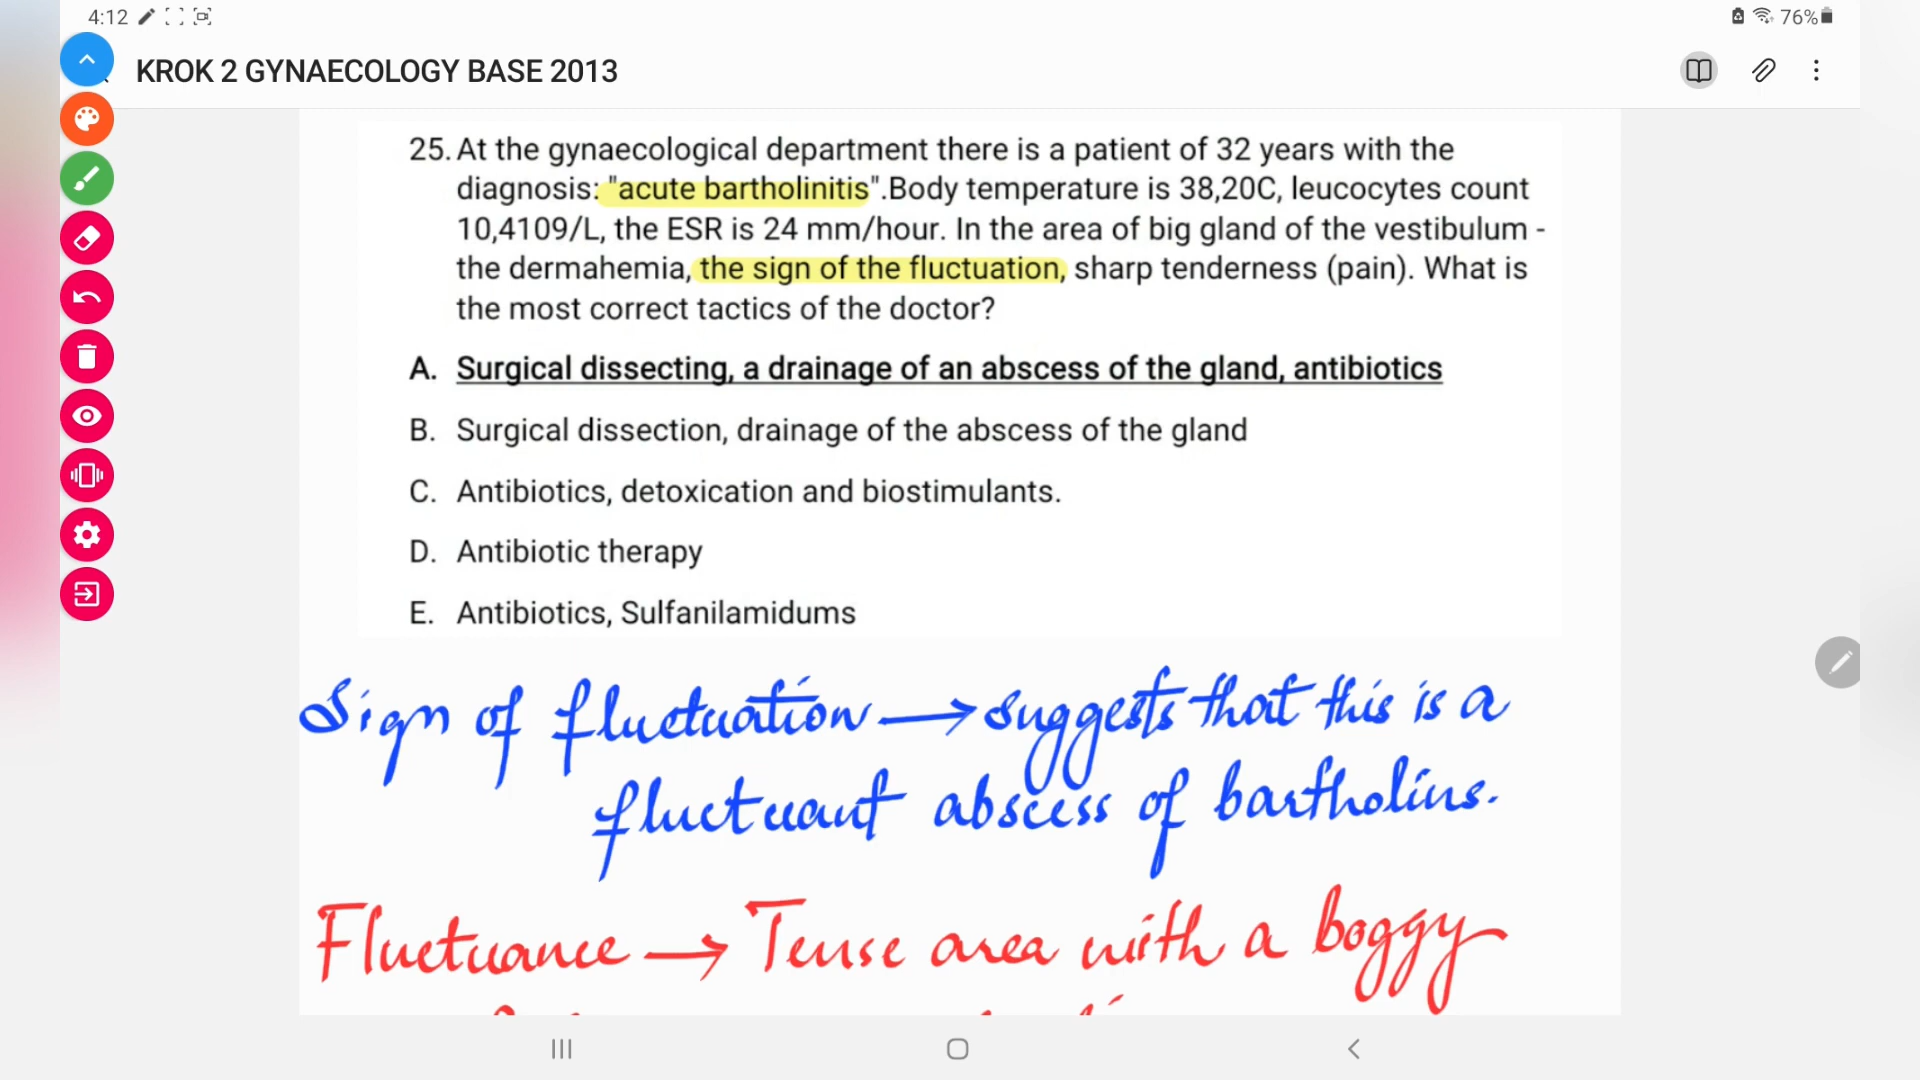 4:12
76%
KROK 2 GYNAECOLOGY BASE 2013
25. At the gynaecological department there is a patient of 32 years with the
diagnosis: "acute bartholinitis".Body temperature is 38,20C, leucocytes count
10,4109/L, the ESR is 24 mm/hour. In the area of big gland of the vestibulum -
the dermahemia, the sign of the fluctuation, sharp tenderness (pain). What is
the most correct tactics of the doctor?
A. Surgical dissecting, a drainage of an abscess of the gland, antibiotics
B. Surgical dissection, drainage of the abscess of the gland
C. Antibiotics, detoxication and biostimulants.
D. Antibiotic therapy
E. Antibiotics, Sulfanilamidums
Sign of fluctuation → suggests that this is a
fluctuant abscess of bartholins.
Fluctuance → Tense area with a boggy